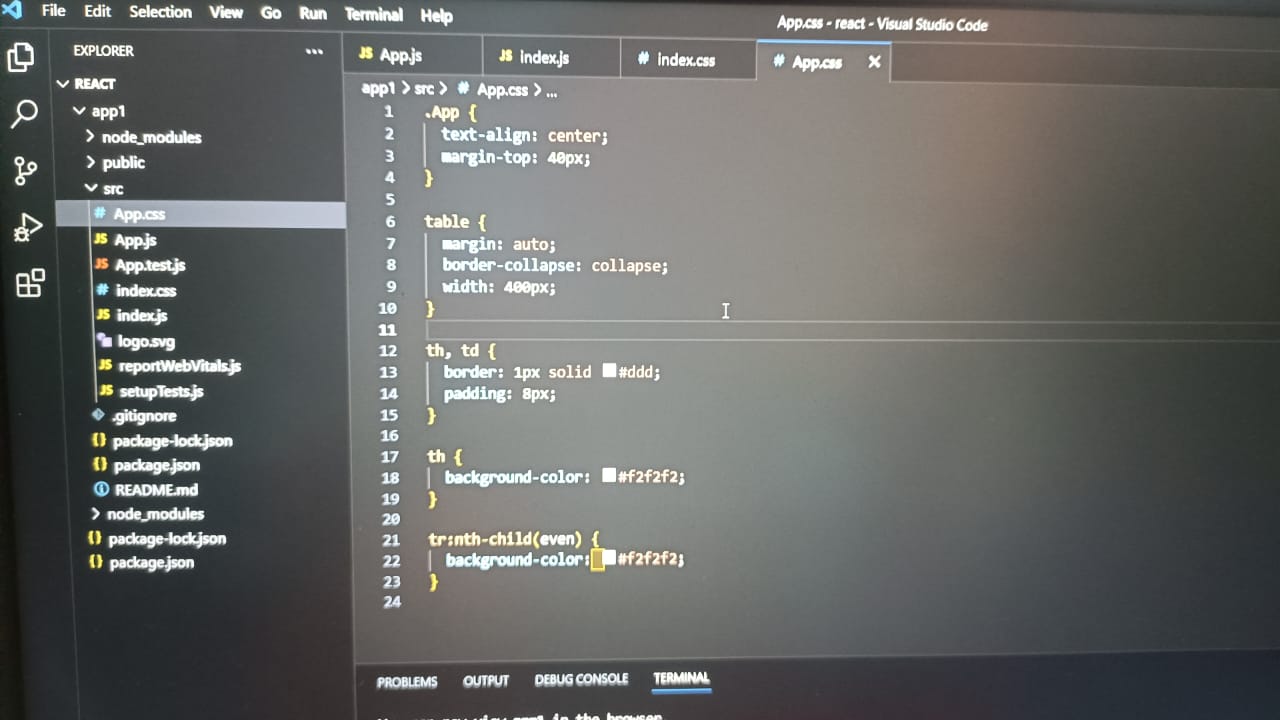 File Edit Selection View Go Run Terminal Help
App.css - react - Visual Studio Code
EXPLORER ...
REACT
app1
node_modules
public
src
App.css
App.js
App.test.js
index.css
index.js
logo.svg
reportWebVitals.js
setupTests.js
.gitignore
package-lock.json
package.json
README.md
node_modules
package-lock.json
package.json
JS App.js JS index.js # index.css # App.css
app1 > src > # App.css > ...
1 .App {
2 text-align: center;
3 margin-top: 40px;
4 }
5
6 table {
7 margin: auto;
8 border-collapse: collapse;
9 width: 400px;
10 }
11
12 th, td {
13 border: 1px solid #ddd;
14 padding: 8px;
15 }
16
17 th {
18 background-color: #f2f2f2;
19 }
20
21 tr:nth-child(even) {
22 background-color: #f2f2f2;
23 }
24
PROBLEMS OUTPUT DEBUG CONSOLE TERMINAL
view app1 in the browser